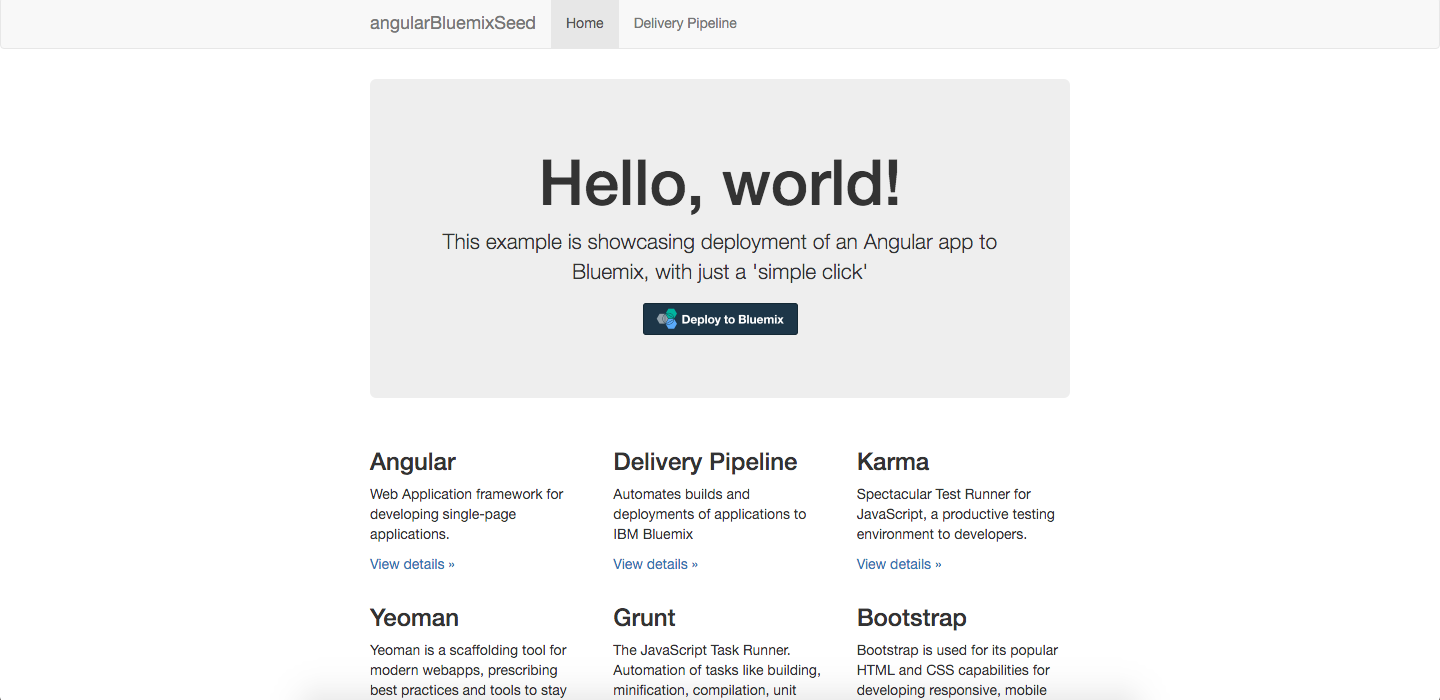 angularBluemixSeed Home Delivery Pipeline
Hello, world!
This example is showcasing deployment of an Angular app to
Bluemix, with just a 'simple click'
Deploy to Bluemix
Angular
Web Application framework for
developing single-page
applications.
View details »
Delivery Pipeline
Automates builds and
deployments of applications to
IBM Bluemix
View details »
Karma
Spectacular Test Runner for
JavaScript, a productive testing
environment to developers.
View details »
Yeoman
Yeoman is a scaffolding tool for
modern webapps, prescribing
best practices and tools to stay
Grunt
The JavaScript Task Runner.
Automation of tasks like building,
minification, compilation, unit
Bootstrap
Bootstrap is used for its popular
HTML and CSS capabilities for
developing responsive, mobile